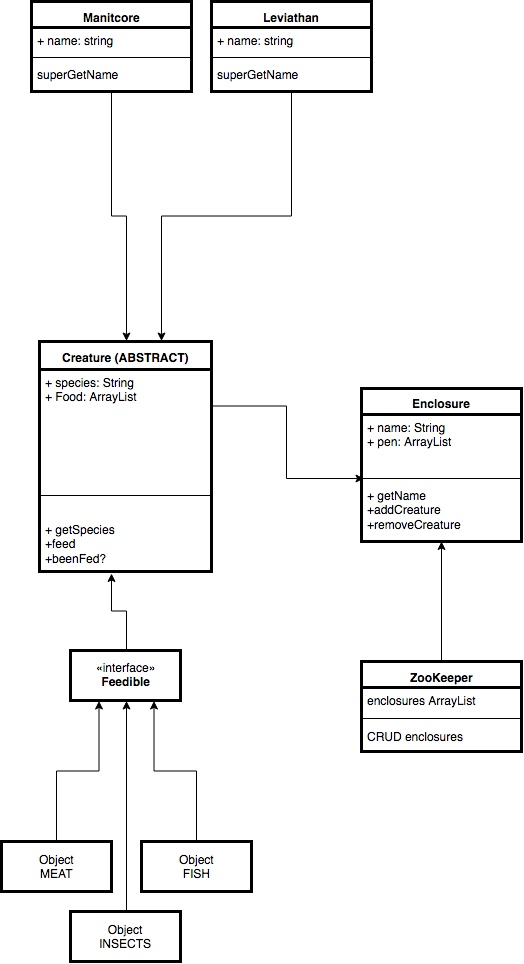 Manitcore
+ name: string
superGetName
Leviathan
+ name: string
superGetName
Creature (ABSTRACT)
+ species: String
+ Food: ArrayList
+ getSpecies
+feed
+beenFed?
Enclosure
+ name: String
+ pen: ArrayList
+ getName
+addCreature
+removeCreature
«interface»
Feedible
ZooKeeper
enclosures ArrayList
CRUD enclosures
Object
MEAT
Object
FISH
Object
INSECTS